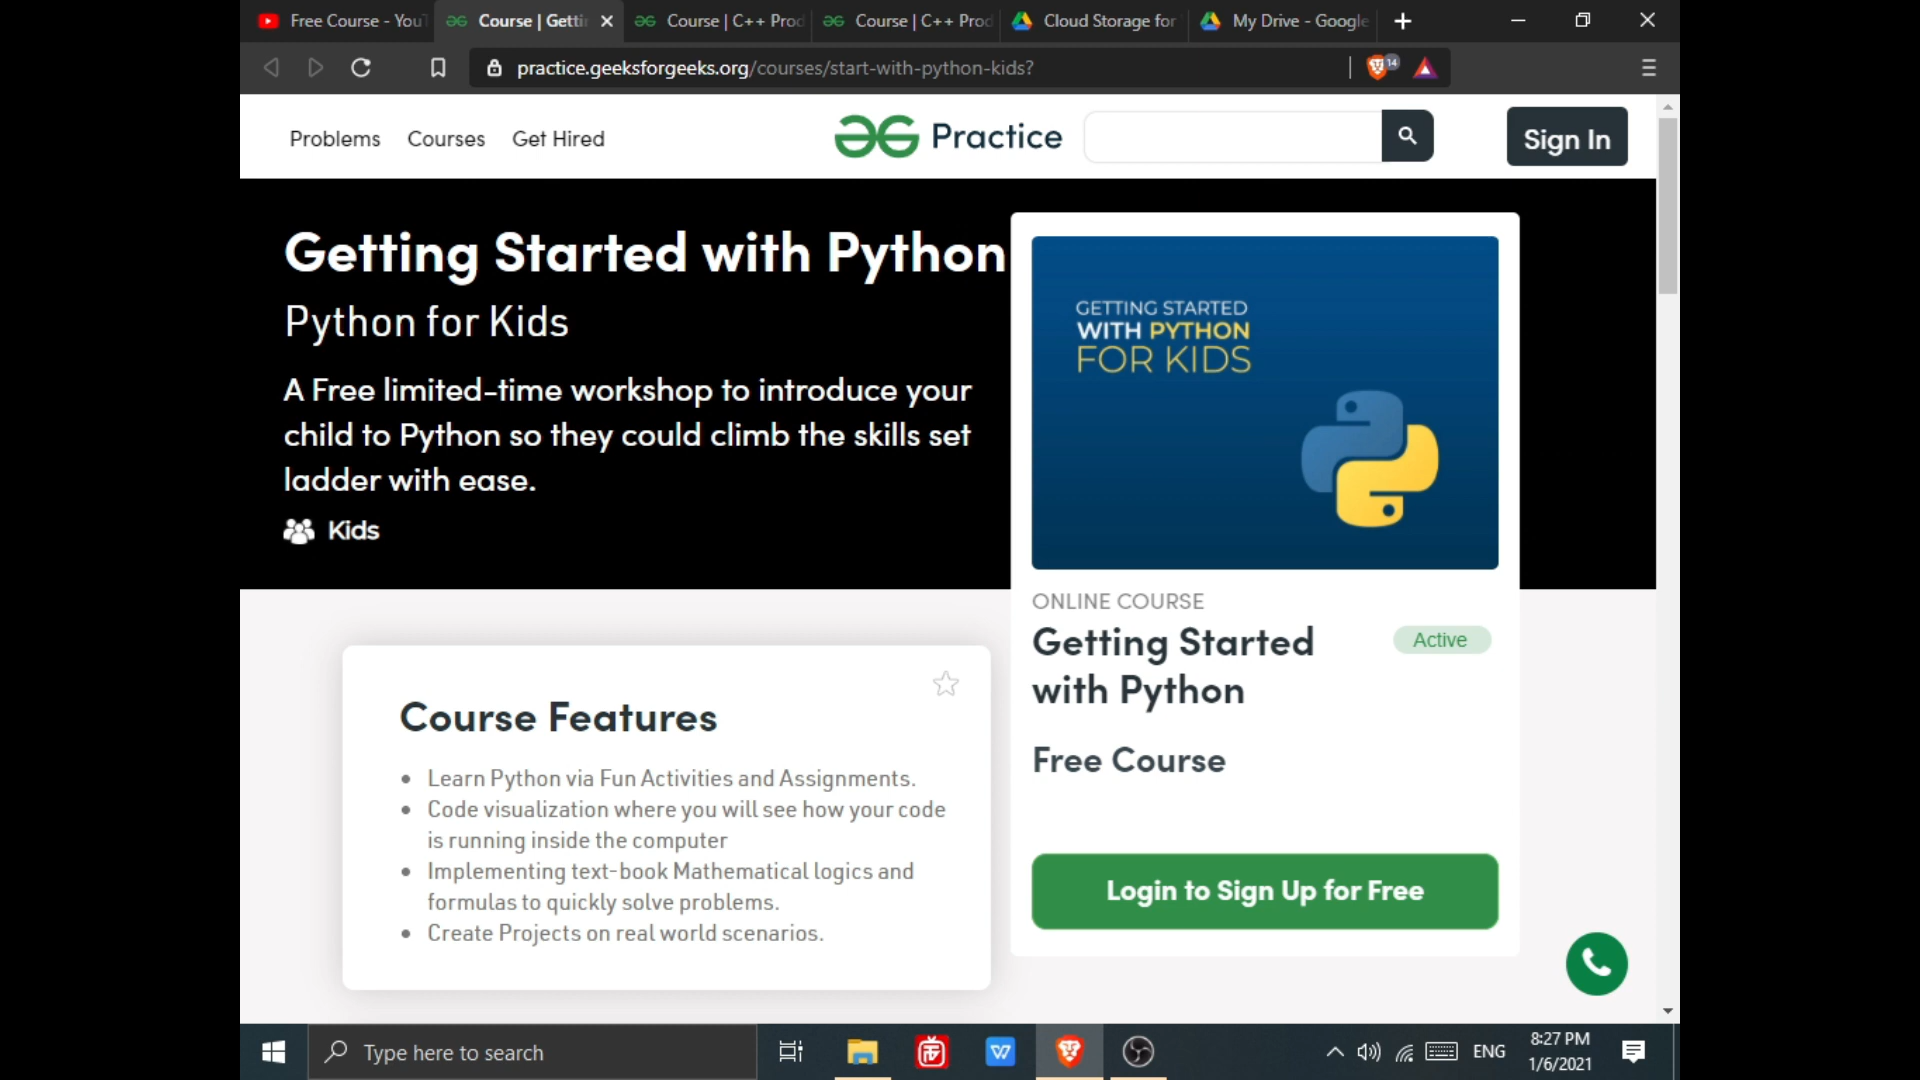 Free Course - You
Course | Getti
Course | C++ Prod
Course | C++ Prod
Cloud Storage for
My Drive - Google
practice.geeksforgeeks.org/courses/start-with-python-kids?
14
Problems Courses Get Hired
Practice
Sign In
Getting Started with Python
Python for Kids
A Free limited-time workshop to introduce your
child to Python so they could climb the skills set
ladder with ease.
Kids
GETTING STARTED
WITH PYTHON
FOR KIDS
ONLINE COURSE
Getting Started
with Python
Active
Free Course
Login to Sign Up for Free
Course Features
Learn Python via Fun Activities and Assignments.
Code visualization where you will see how your code
is running inside the computer
Implementing text-book Mathematical logics and
formulas to quickly solve problems.
Create Projects on real world scenarios.
Type here to search
ENG
8:27 PM
1/6/2021